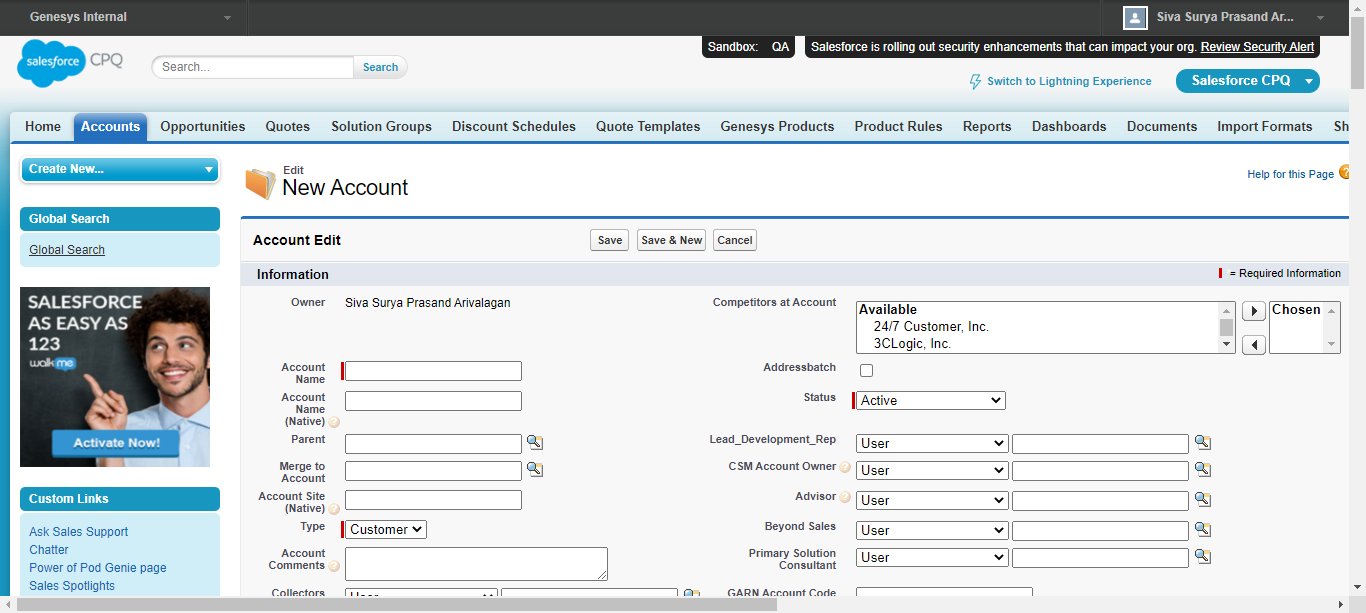 Genesys Internal
Siva Surya Prasand Ar...
salesforce CPQ
Search...
Search
Sandbox: QA
Salesforce is rolling out security enhancements that can impact your org. Review Security Alert
Switch to Lightning Experience
Salesforce CPQ
Home Accounts Opportunities Quotes Solution Groups Discount Schedules Quote Templates Genesys Products Product Rules Reports Dashboards Documents Import Formats Sh
Create New...
Global Search
Global Search
SALESFORCE
AS EASY AS
123
walkme
Activate Now!
Custom Links
Ask Sales Support
Chatter
Power of Pod Genie page
Sales Spotlights
Edit
New Account
Help for this Page ?
Account Edit
Save Save & New Cancel
Information
= Required Information
Owner Siva Surya Prasand Arivalagan
Competitors at Account
Available
24/7 Customer, Inc.
3CLogic, Inc.
Chosen
Account
Name
Addressbatch
Account
Name
(Native) ?
Status Active
Parent
Lead_Development_Rep User
Merge to
Account
CSM Account Owner ? User
Account Site
(Native) ?
Advisor ? User
Type Customer
Beyond Sales User
Account
Comments ?
Primary Solution
Consultant
User
Collectors User
GARN Account Code